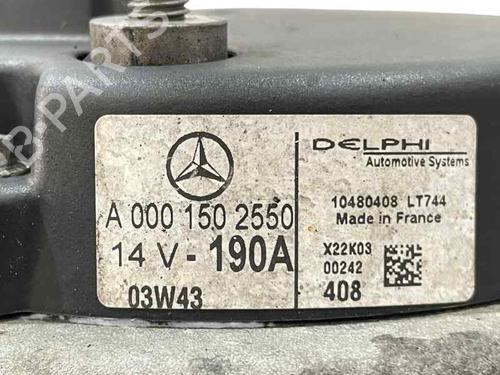 DELPHI
Automotive Systems
A 000 150 2550
14 V - 190A
03W43
10480408 LT744
Made in France
X22K03
00242
408
B-PARTS